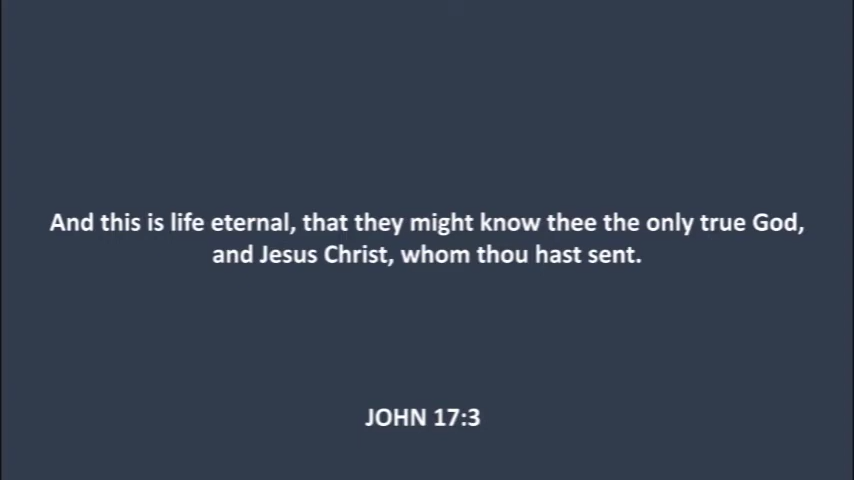 And this is life eternal, that they might know thee the only true God,
and Jesus Christ, whom thou hast sent.
JOHN 17:3